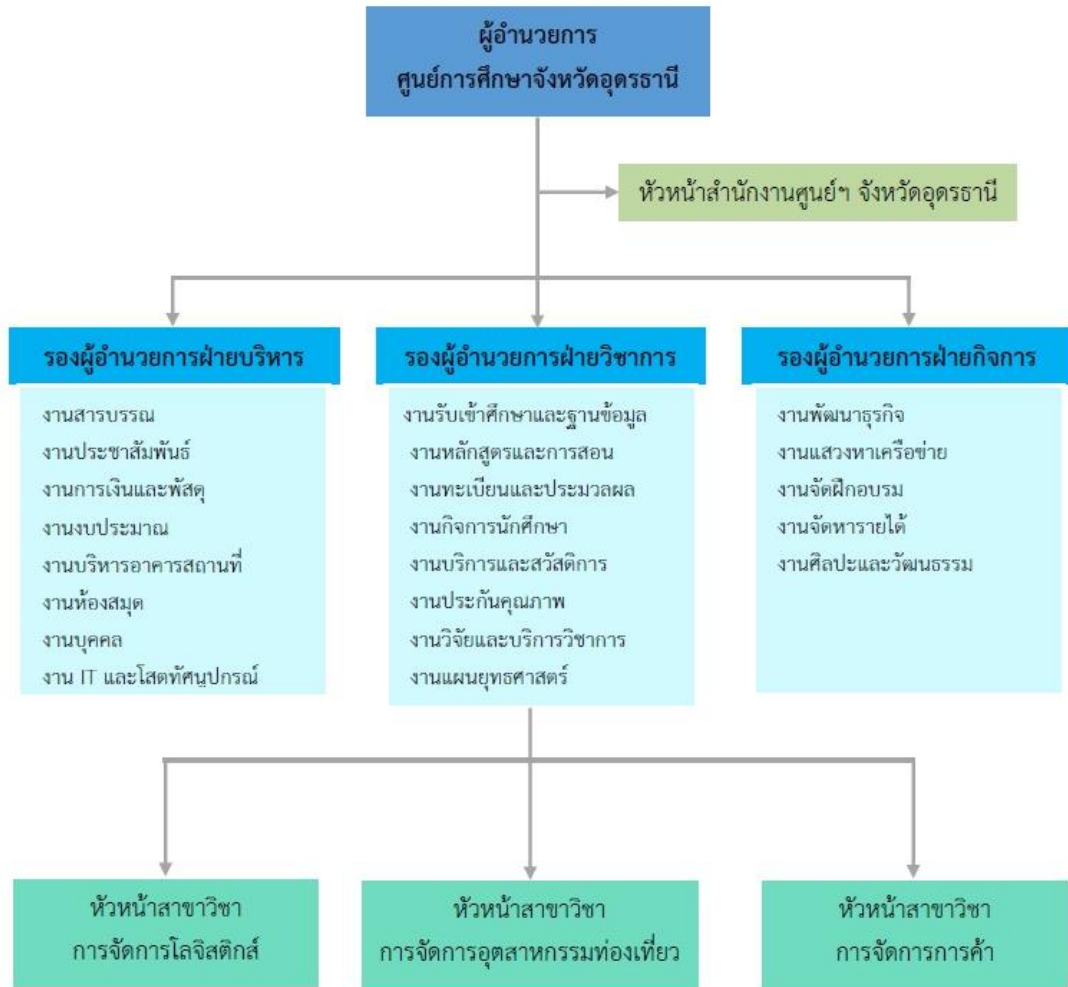 ผู้อำนวยการ
ศูนย์การศึกษาจังหวัดอุดรธานี
หัวหน้าสำนักงานศูนย์ฯ จังหวัดอุดรธานี
รองผู้อำนวยการฝ่ายบริหาร
งานสารบรรณ
งานประชาสัมพันธ์
งานการเงินและพัสดุ
งานงบประมาณ
งานบริหารอาคารสถานที่
งานห้องสมุด
งานบุคคล
งาน IT และโสตทัศนูปกรณ์
รองผู้อำนวยการฝ่ายวิชาการ
งานรับเข้าศึกษาและฐานข้อมูล
งานหลักสูตรและการสอน
งานทะเบียนและประมวลผล
งานกิจการนักศึกษา
งานบริการและสวัสดิการ
งานประกันคุณภาพ
งานวิจัยและบริการวิชาการ
งานแผนยุทธศาสตร์
รองผู้อำนวยการฝ่ายกิจการ
งานพัฒนาธุรกิจ
งานแสวงหาเครือข่าย
งานจัดฝึกอบรม
งานจัดหารายได้
งานศิลปะและวัฒนธรรม
หัวหน้าสาขาวิชา
การจัดการโลจิสติกส์
หัวหน้าสาขาวิชา
การจัดการอุตสาหกรรมท่องเที่ยว
หัวหน้าสาขาวิชา
การจัดการการค้า